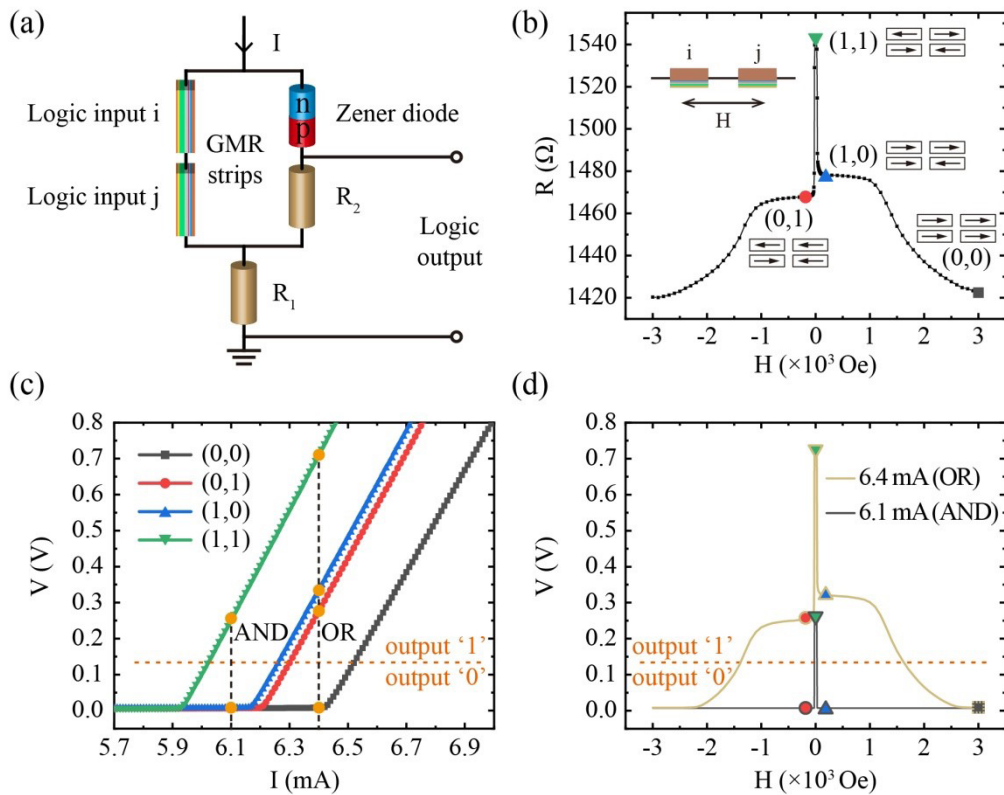 (a)
I
Logic input i
n
p
Zener diode
GMR
strips
Logic input j
R₂
Logic
output
R₁
(b)
R (Ω)
1540
1520
1500
1480
1460
1440
1420
i
j
H
(1,1)
(1,0)
(0,1)
(0,0)
-3 -2 -1 0 1 2 3
H (×10³ Oe)
(c)
V (V)
0.8
0.7
0.6
0.5
0.4
0.3
0.2
0.1
0.0
(0,0)
(0,1)
(1,0)
(1,1)
AND
OR
output ‘1’
output ‘0’
5.7 5.9 6.1 6.3 6.5 6.7 6.9
I (mA)
(d)
V (V)
0.8
0.7
0.6
0.5
0.4
0.3
0.2
0.1
0.0
6.4 mA (OR)
6.1 mA (AND)
output ‘1’
output ‘0’
-3 -2 -1 0 1 2 3
H (×10³ Oe)